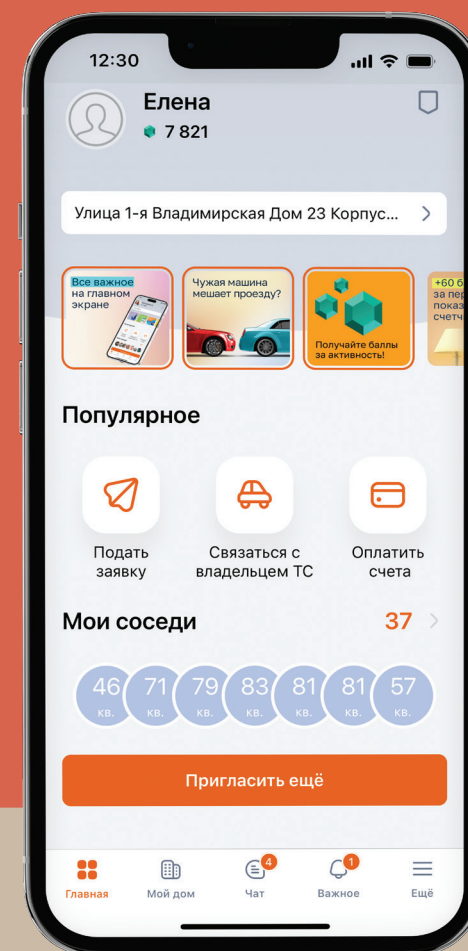 12:30
Елена
7 821
Улица 1-я Владимирская Дом 23 Корпус...
Все важное
на главном
экране
Чужая машина
мешает проезду?
Получайте баллы
за активность!
+60 б
за пер
показ
счетч
Популярное
Подать
заявку
Связаться с
владельцем ТС
Оплатить
счета
Мои соседи
37
46 71 79 83 81 81 57
кв. кв. кв. кв. кв. кв. кв.
Пригласить ещё
4
1
Главная
Мой дом
Чат
Важное
Ещё